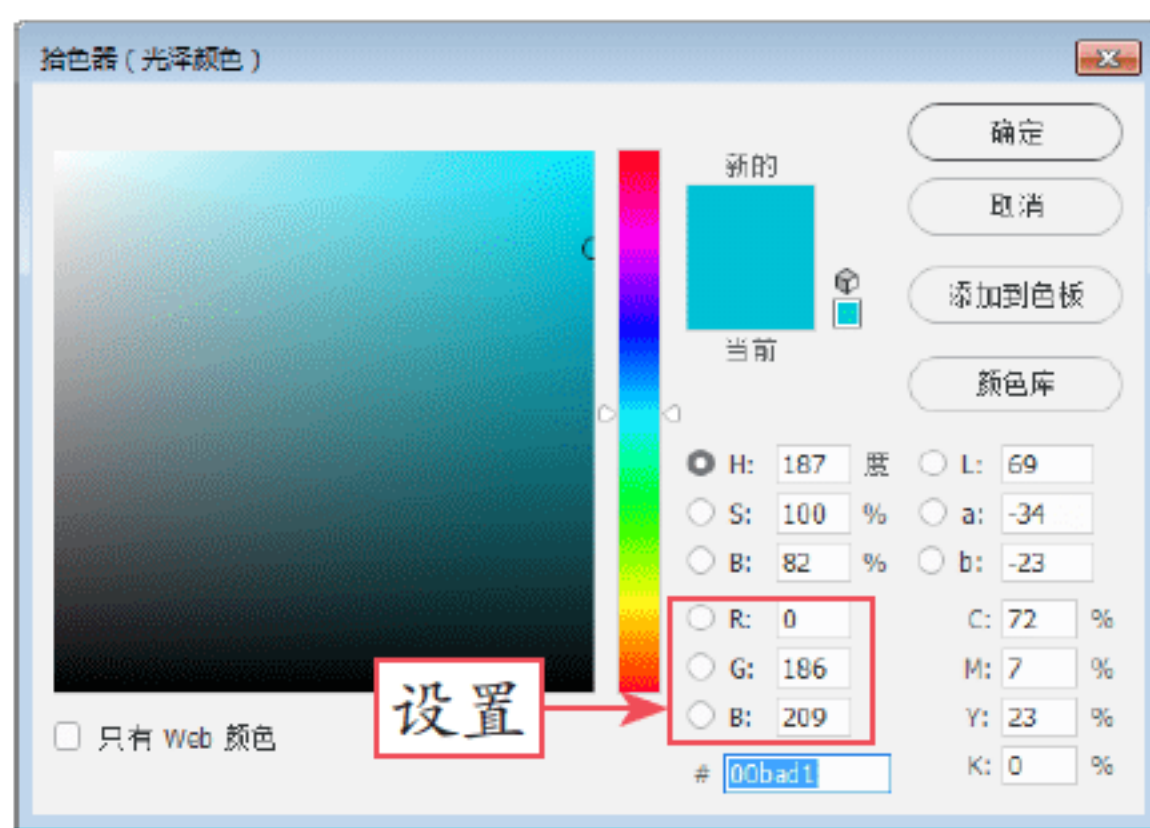 拾色器（光泽颜色）
确定
新的
取消
添加到色板
当前
颜色库
H: 187 度
L: 69
S: 100 %
a: -34
B: 82 %
b: -23
R: 0
C: 72 %
G: 186
M: 7 %
设置
B: 209
Y: 23 %
只有 Web 颜色
# 00bad1
K: 0 %